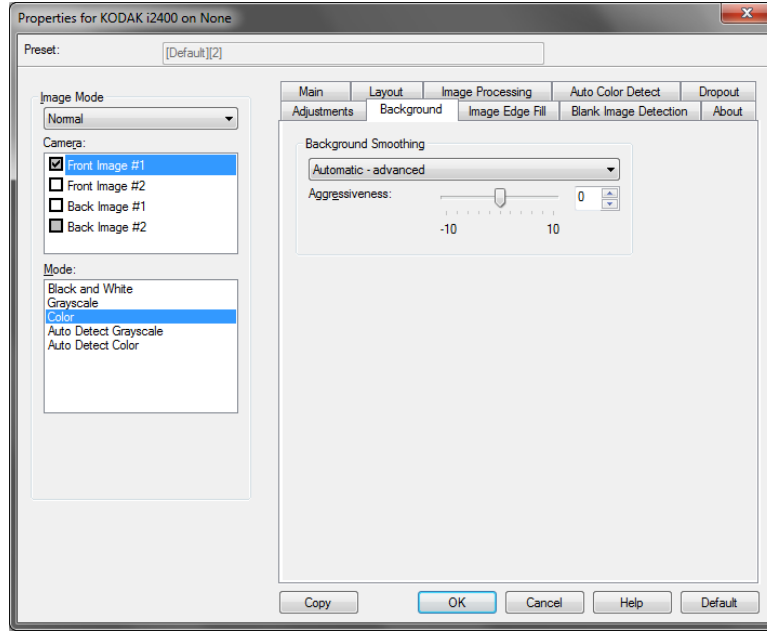 Properties for KODAK i2400 on None
Preset: [Default][2]
Image Mode
Normal
Camera:
Front Image #1
Front Image #2
Back Image #1
Back Image #2
Mode:
Black and White
Grayscale
Color
Auto Detect Grayscale
Auto Detect Color
Main Layout Image Processing Auto Color Detect Dropout
Adjustments Background Image Edge Fill Blank Image Detection About
Background Smoothing
Automatic - advanced
Aggressiveness: 0
-10 10
Copy OK Cancel Help Default